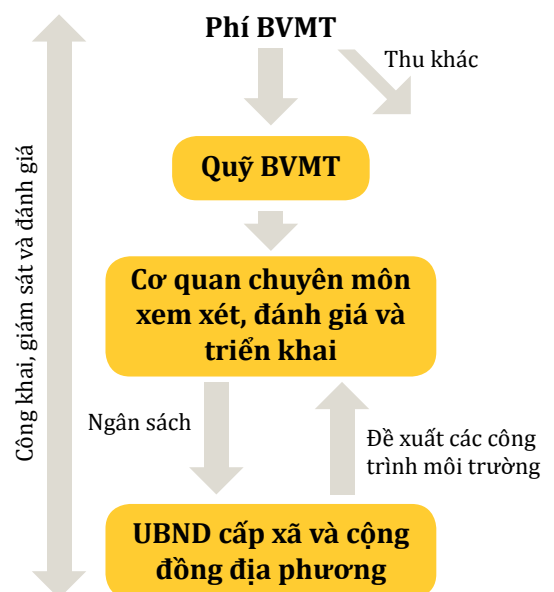 Phí BVMT
Thu khác
Quỹ BVMT
Công khai, giám sát và đánh giá
Cơ quan chuyên môn
xem xét, đánh giá và
triển khai
Ngân sách
Đề xuất các công
trình môi trường
UBND cấp xã và cộng
đồng địa phương